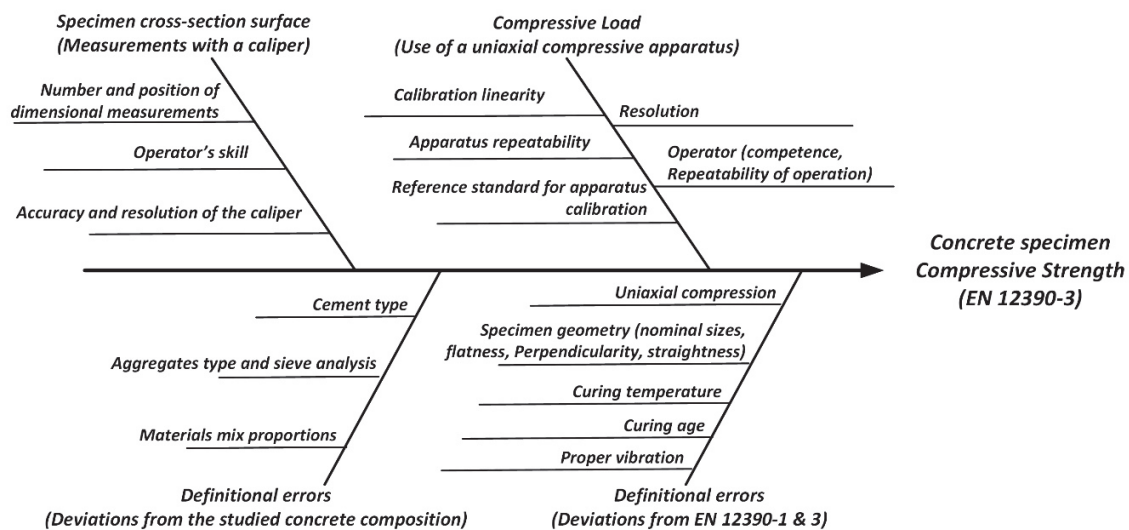 Specimen cross-section surface
(Measurements with a caliper)
Number and position of
dimensional measurements
Operator's skill
Accuracy and resolution of the caliper
Compressive Load
(Use of a uniaxial compressive apparatus)
Calibration linearity
Apparatus repeatability
Reference standard for apparatus
calibration
Resolution
Operator (competence,
Repeatability of operation)
Concrete specimen
Compressive Strength
(EN 12390-3)
Cement type
Aggregates type and sieve analysis
Materials mix proportions
Definitional errors
(Deviations from the studied concrete composition)
Uniaxial compression
Specimen geometry (nominal sizes,
flatness, Perpendicularity, straightness)
Curing temperature
Curing age
Proper vibration
Definitional errors
(Deviations from EN 12390-1 & 3)